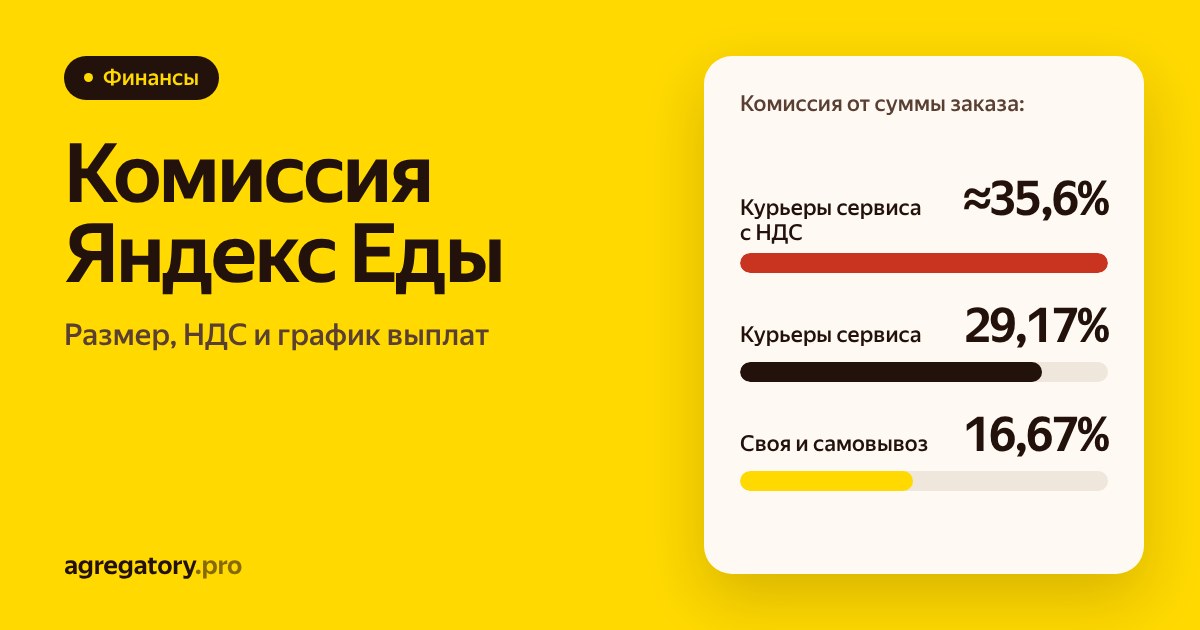 Финансы
Комиссия
Яндекс Еды
Размер, НДС и график выплат
agregatory.pro
Комиссия от суммы заказа:
Курьеры сервиса
с НДС
≈35,6%
Курьеры сервиса 29,17%
Своя и самовывоз 16,67%